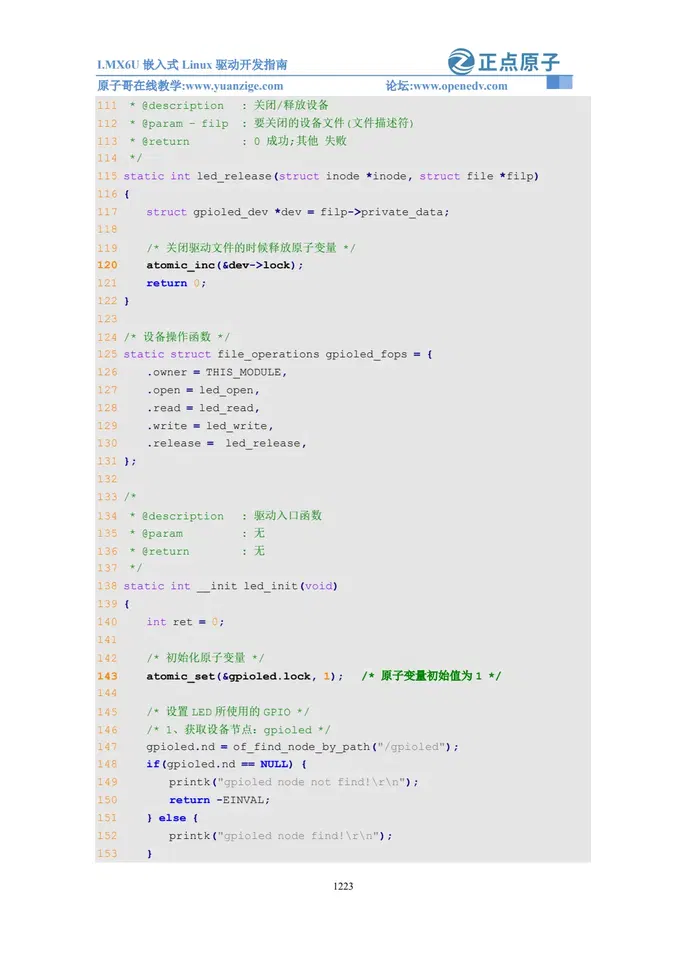 I.MX6U 嵌入式 Linux 驱动开发指南
正点原子
原子哥在线教学:www.yuanzige.com 论坛:www.openedv.com
111 * @description : 关闭/释放设备
112 * @param - filp : 要关闭的设备文件(文件描述符)
113 * @return : 0 成功;其他 失败
114 */
115 static int led_release(struct inode *inode, struct file *filp)
116 {
117 struct gpioled_dev *dev = filp->private_data;
118
119 /* 关闭驱动文件的时候释放原子变量 */
120 atomic_inc(&dev->lock);
121 return 0;
122 }
123
124 /* 设备操作函数 */
125 static struct file_operations gpioled_fops = {
126 .owner = THIS_MODULE,
127 .open = led_open,
128 .read = led_read,
129 .write = led_write,
130 .release = led_release,
131 };
132
133 /*
134 * @description : 驱动入口函数
135 * @param : 无
136 * @return : 无
137 */
138 static int __init led_init(void)
139 {
140 int ret = 0;
141
142 /* 初始化原子变量 */
143 atomic_set(&gpioled.lock, 1); /* 原子变量初始值为 1 */
144
145 /* 设置 LED 所使用的 GPIO */
146 /* 1、获取设备节点：gpioled */
147 gpioled.nd = of_find_node_by_path("/gpioled");
148 if(gpioled.nd == NULL) {
149 printk("gpioled node not find!\r\n");
150 return -EINVAL;
151 } else {
152 printk("gpioled node find!\r\n");
153 }
1223